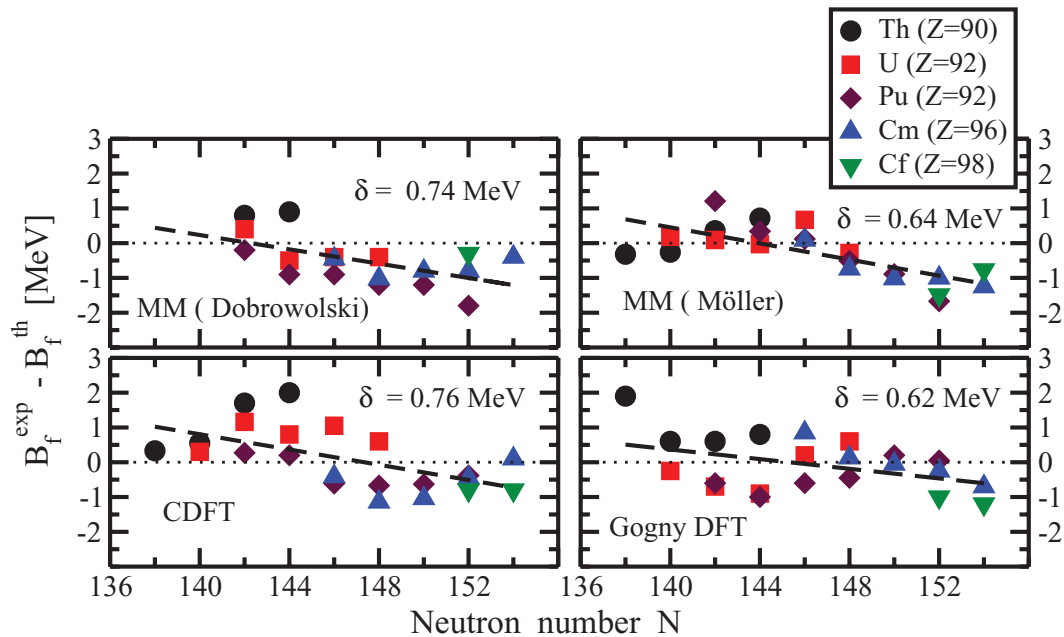 Th (Z=90)
U (Z=92)
Pu (Z=92)
Cm (Z=96)
Cf (Z=98)
B_f^exp - B_f^th [MeV]
3
2
1
0
-1
-2
δ = 0.74 MeV
MM ( Dobrowolski)
δ = 0.64 MeV
MM ( Möller)
3
2
1
0
-1
-2
3
2
1
0
-1
-2
δ = 0.76 MeV
CDFT
δ = 0.62 MeV
Gogny DFT
3
2
1
0
-1
-2
136 140 144 148 152 136 140 144 148 152
Neutron number N